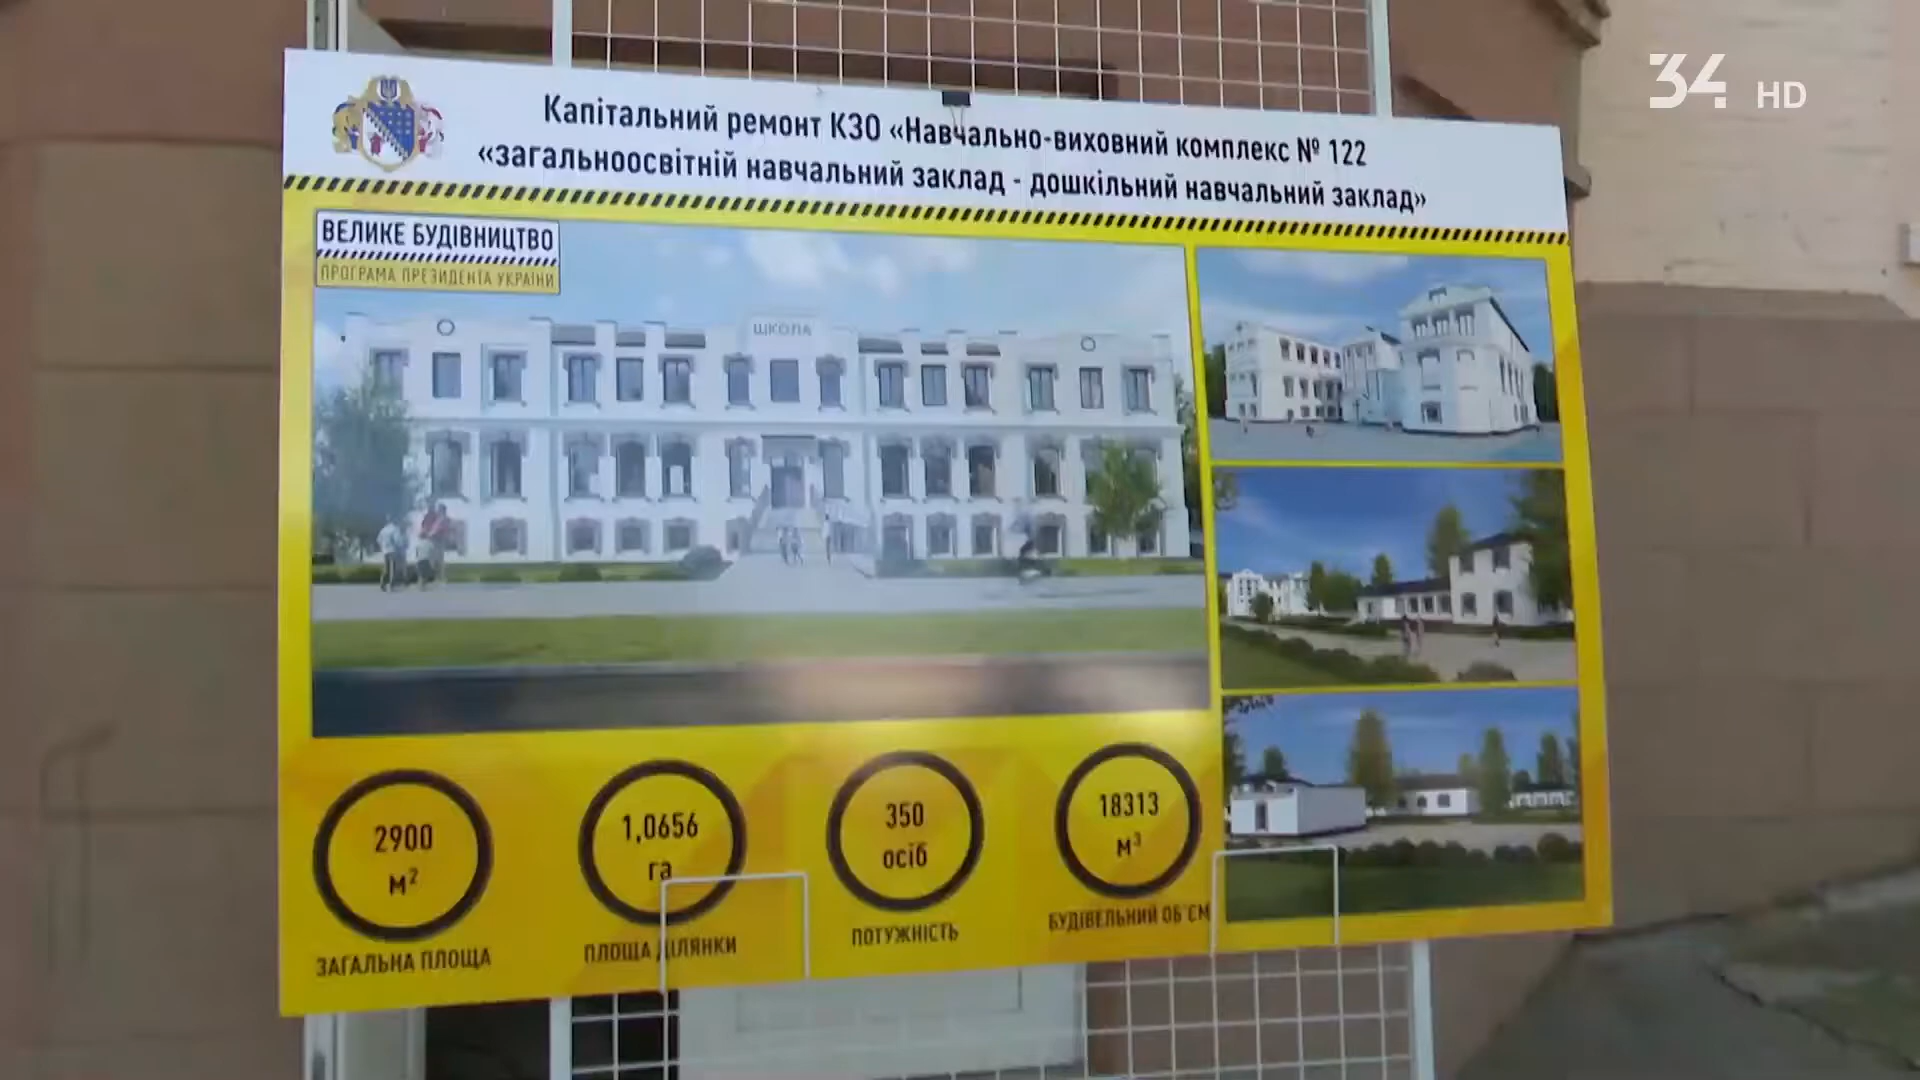 34 HD
Капітальний ремонт КЗО «Навчально-виховний комплекс № 122
«загальноосвітній навчальний заклад - дошкільний навчальний заклад»
ВЕЛИКЕ БУДІВНИЦТВО
ПРОГРАМА ПРЕЗИДЕНТА УКРАЇНИ
ШКОЛА
2900
м²
ЗАГАЛЬНА ПЛОЩА
1,0656
га
ПЛОЩА ДІЛЯНКИ
350
осіб
ПОТУЖНІСТЬ
18313
м³
БУДІВЕЛЬНИЙ ОБ'ЄМ